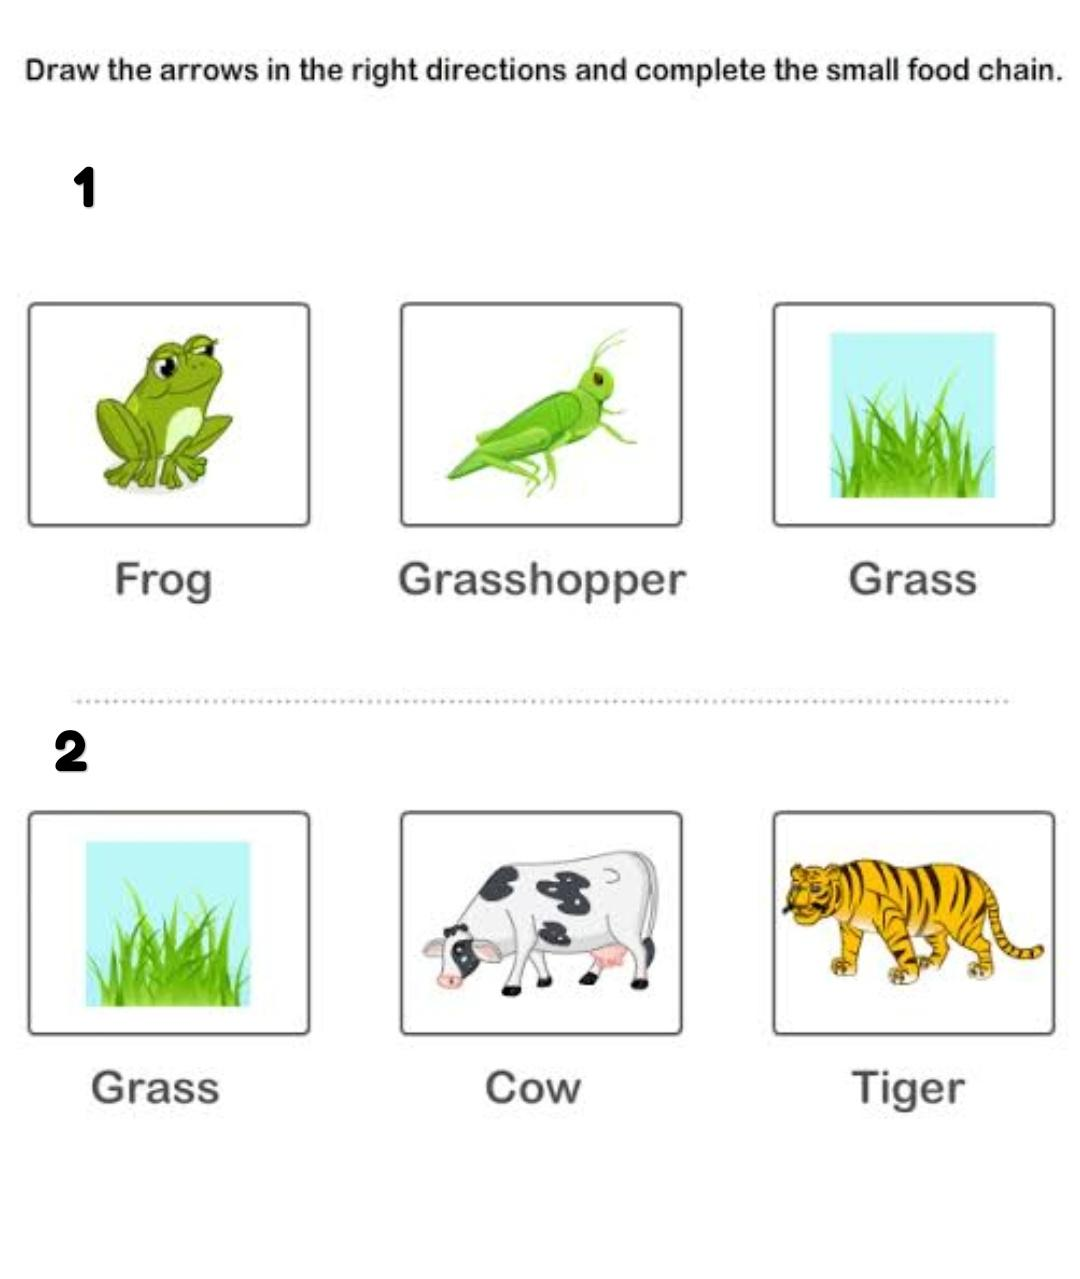 Draw the arrows in the right directions and complete the small food chain.
1
Frog Grasshopper Grass
2
Grass Cow Tiger